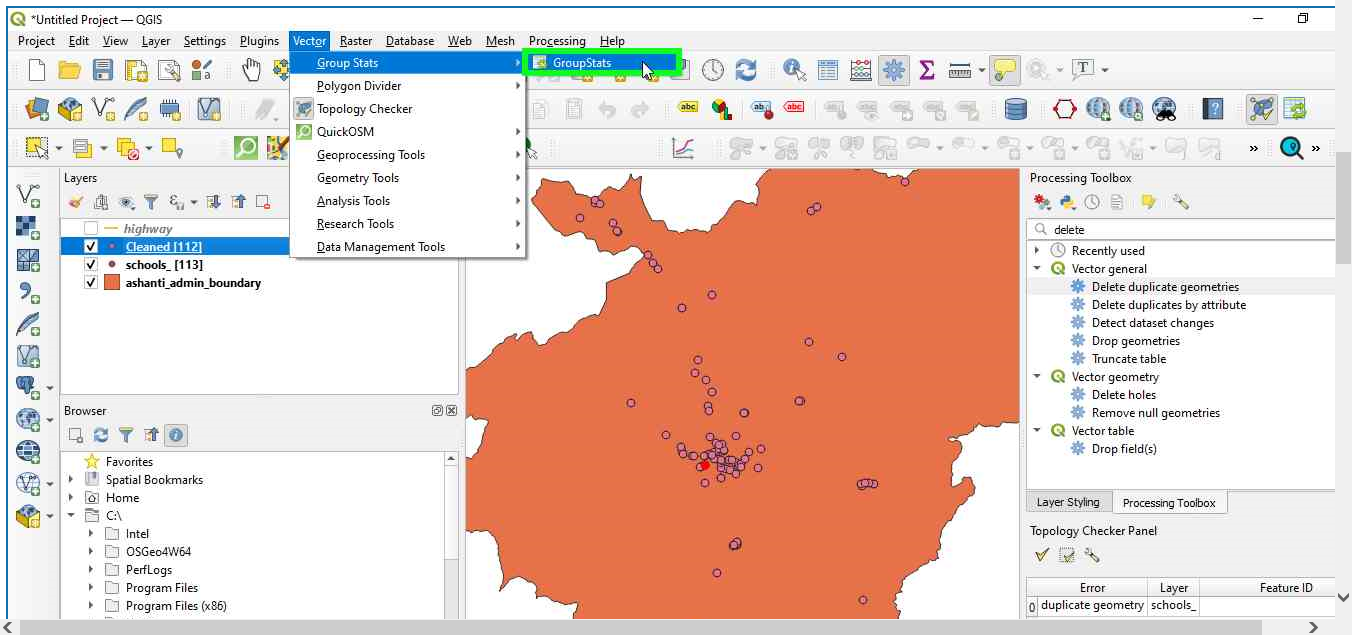 *Untitled Project — QGIS
Project Edit View Layer Settings Plugins Vector Raster Database Web Mesh Processing Help
Group Stats
GroupStats
Polygon Divider
Topology Checker
QuickOSM
Geoprocessing Tools
Geometry Tools
Analysis Tools
Research Tools
Data Management Tools
abc
ab
abc
T
Layers
highway
Cleaned [112]
schools_ [113]
ashanti_admin_boundary
Browser
Favorites
Spatial Bookmarks
Home
C:\
Intel
OSGeo4W64
PerfLogs
Program Files
Program Files (x86)
Processing Toolbox
delete
Recently used
Vector general
Delete duplicate geometries
Delete duplicates by attribute
Detect dataset changes
Drop geometries
Truncate table
Vector geometry
Delete holes
Remove null geometries
Vector table
Drop field(s)
Layer Styling Processing Toolbox
Topology Checker Panel
Error Layer Feature ID
0 duplicate geometry schools_